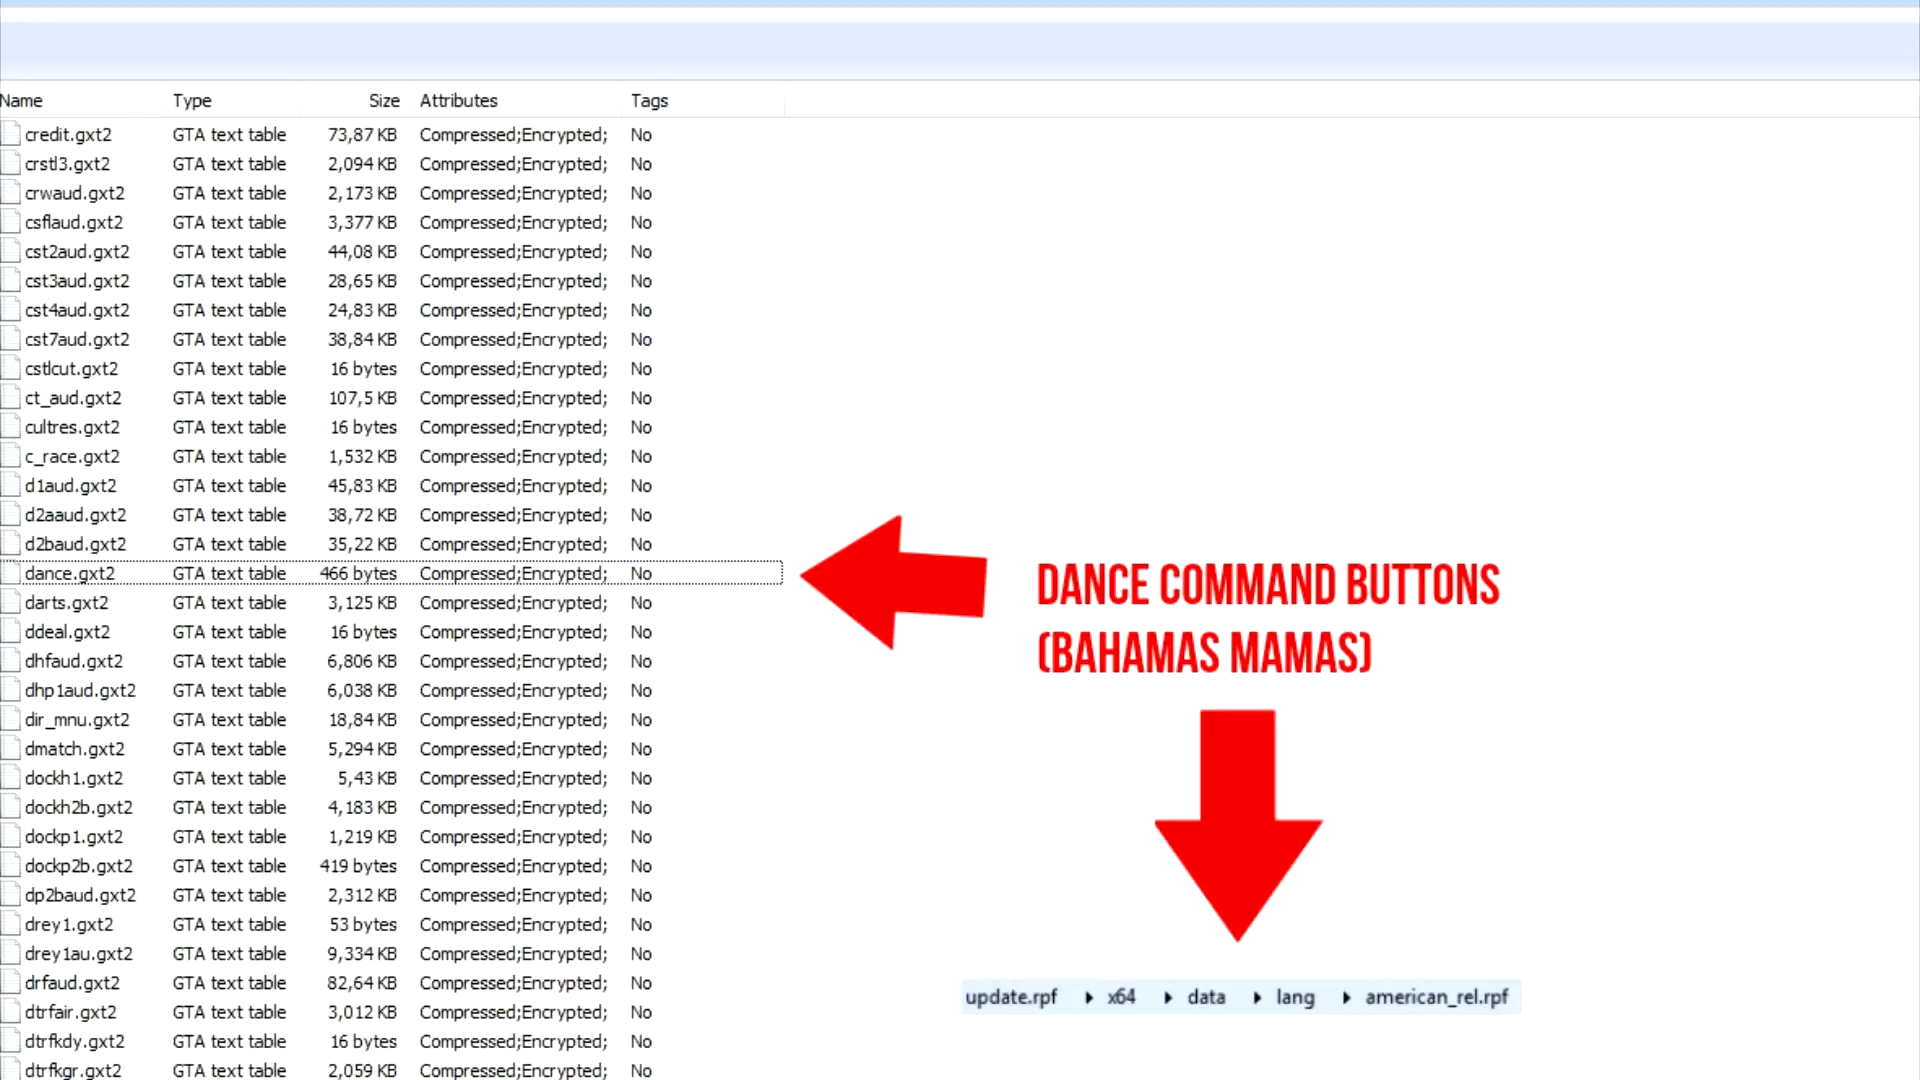 Name Type Size Attributes Tags
credit.gxt2 GTA text table 73,87 KB Compressed;Encrypted; No
crstl3.gxt2 GTA text table 2,094 KB Compressed;Encrypted; No
crwaud.gxt2 GTA text table 2,173 KB Compressed;Encrypted; No
csflaud.gxt2 GTA text table 3,377 KB Compressed;Encrypted; No
cst2aud.gxt2 GTA text table 44,08 KB Compressed;Encrypted; No
cst3aud.gxt2 GTA text table 28,65 KB Compressed;Encrypted; No
cst4aud.gxt2 GTA text table 24,83 KB Compressed;Encrypted; No
cst7aud.gxt2 GTA text table 38,84 KB Compressed;Encrypted; No
cstlcut.gxt2 GTA text table 16 bytes Compressed;Encrypted; No
ct_aud.gxt2 GTA text table 107,5 KB Compressed;Encrypted; No
cultres.gxt2 GTA text table 16 bytes Compressed;Encrypted; No
c_race.gxt2 GTA text table 1,532 KB Compressed;Encrypted; No
d1aud.gxt2 GTA text table 45,83 KB Compressed;Encrypted; No
d2aaud.gxt2 GTA text table 38,72 KB Compressed;Encrypted; No
d2baud.gxt2 GTA text table 35,22 KB Compressed;Encrypted; No
dance.gxt2 GTA text table 466 bytes Compressed;Encrypted; No
darts.gxt2 GTA text table 3,125 KB Compressed;Encrypted; No
ddeal.gxt2 GTA text table 16 bytes Compressed;Encrypted; No
dhfaud.gxt2 GTA text table 6,806 KB Compressed;Encrypted; No
dhp1aud.gxt2 GTA text table 6,038 KB Compressed;Encrypted; No
dir_mnu.gxt2 GTA text table 18,84 KB Compressed;Encrypted; No
dmatch.gxt2 GTA text table 5,294 KB Compressed;Encrypted; No
dockh1.gxt2 GTA text table 5,43 KB Compressed;Encrypted; No
dockh2b.gxt2 GTA text table 4,183 KB Compressed;Encrypted; No
dockp1.gxt2 GTA text table 1,219 KB Compressed;Encrypted; No
dockp2b.gxt2 GTA text table 419 bytes Compressed;Encrypted; No
dp2baud.gxt2 GTA text table 2,312 KB Compressed;Encrypted; No
drey1.gxt2 GTA text table 53 bytes Compressed;Encrypted; No
drey1au.gxt2 GTA text table 9,334 KB Compressed;Encrypted; No
drfaud.gxt2 GTA text table 82,64 KB Compressed;Encrypted; No
dtrfair.gxt2 GTA text table 3,012 KB Compressed;Encrypted; No
dtrfkdy.gxt2 GTA text table 16 bytes Compressed;Encrypted; No
dtrfkgr.gxt2 GTA text table 2,059 KB Compressed;Encrypted; No
DANCE COMMAND BUTTONS
(BAHAMAS MAMAS)
update.rpf x64 data lang american_rel.rpf